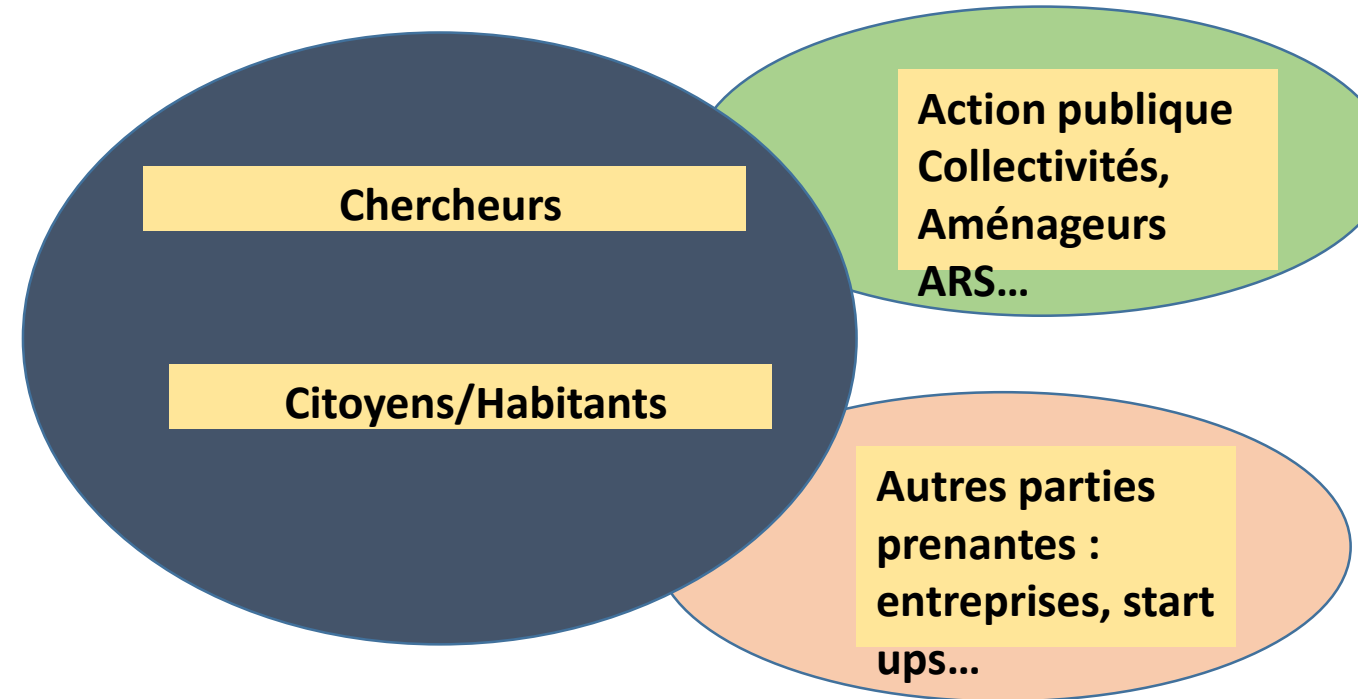 Chercheurs
Citoyens/Habitants
Action publique
Collectivités,
Aménageurs
ARS…
Autres parties
prenantes :
entreprises, start
ups…